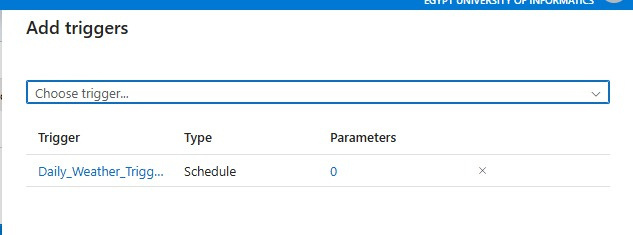 EGYPT UNIVERSITY OF INFORMATICS
Add triggers
Choose trigger...
Trigger Type Parameters
Daily_Weather_Trigg... Schedule 0